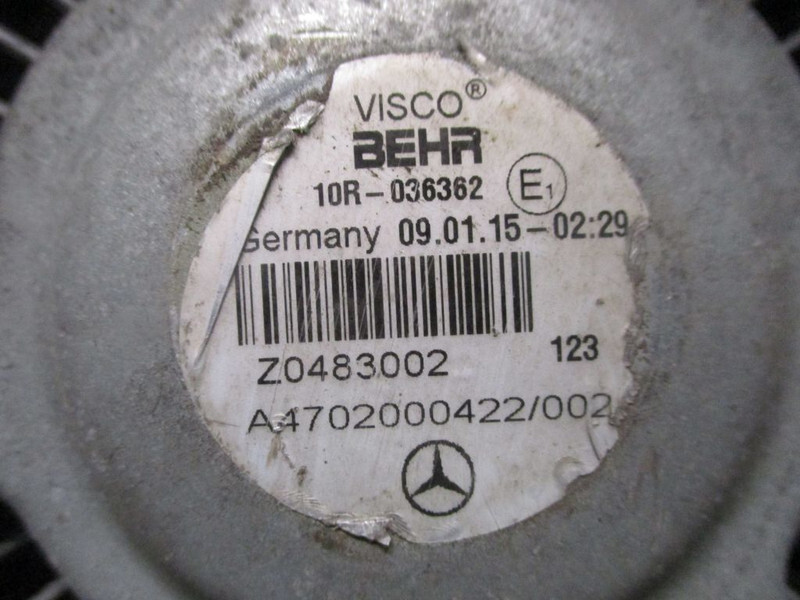 VISCO®
BEHR
10R-036362 E1
Germany 09.01.15-02:29
Z0483002 123
A4702000422/002